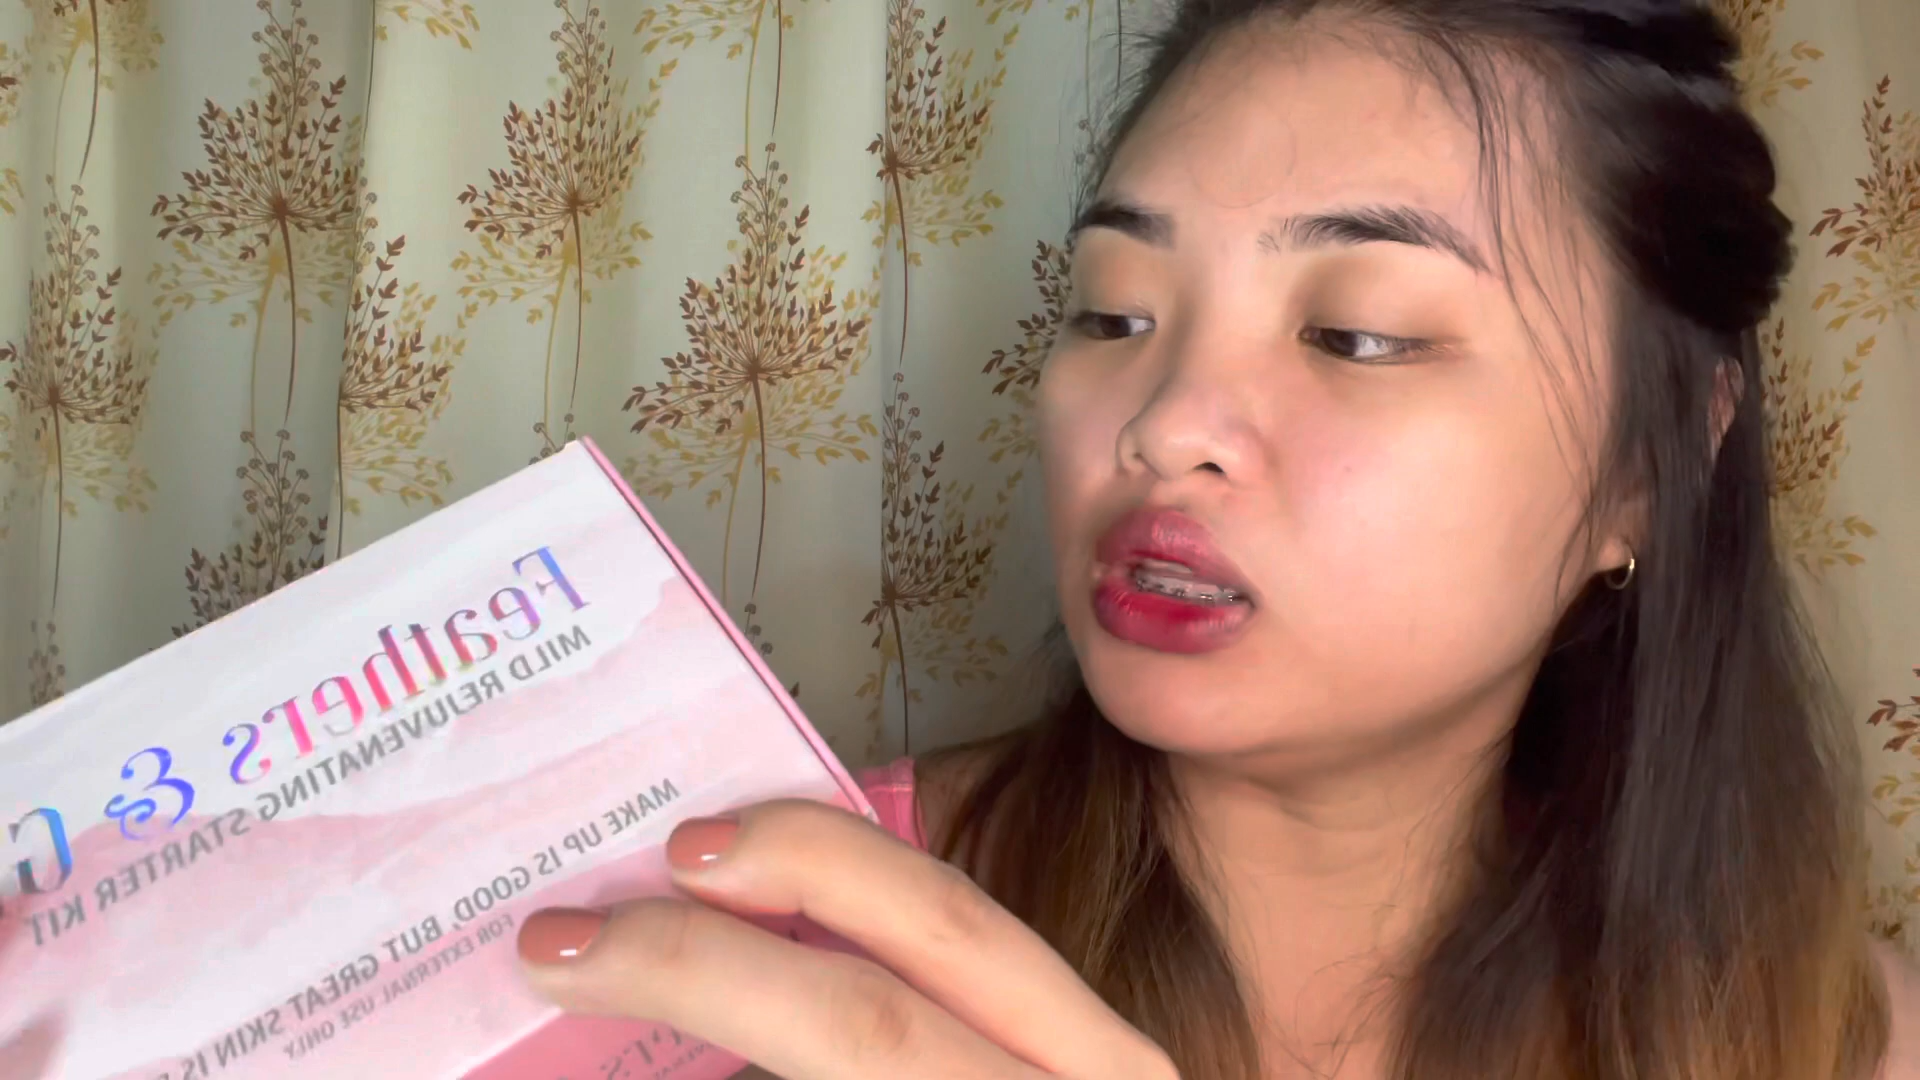 Feathers & G
MILD REJUVENATING STARTER KIT
MAKE UP IS GOOD, BUT GREAT SKIN IS
FOR EXTERNAL USE ONLY